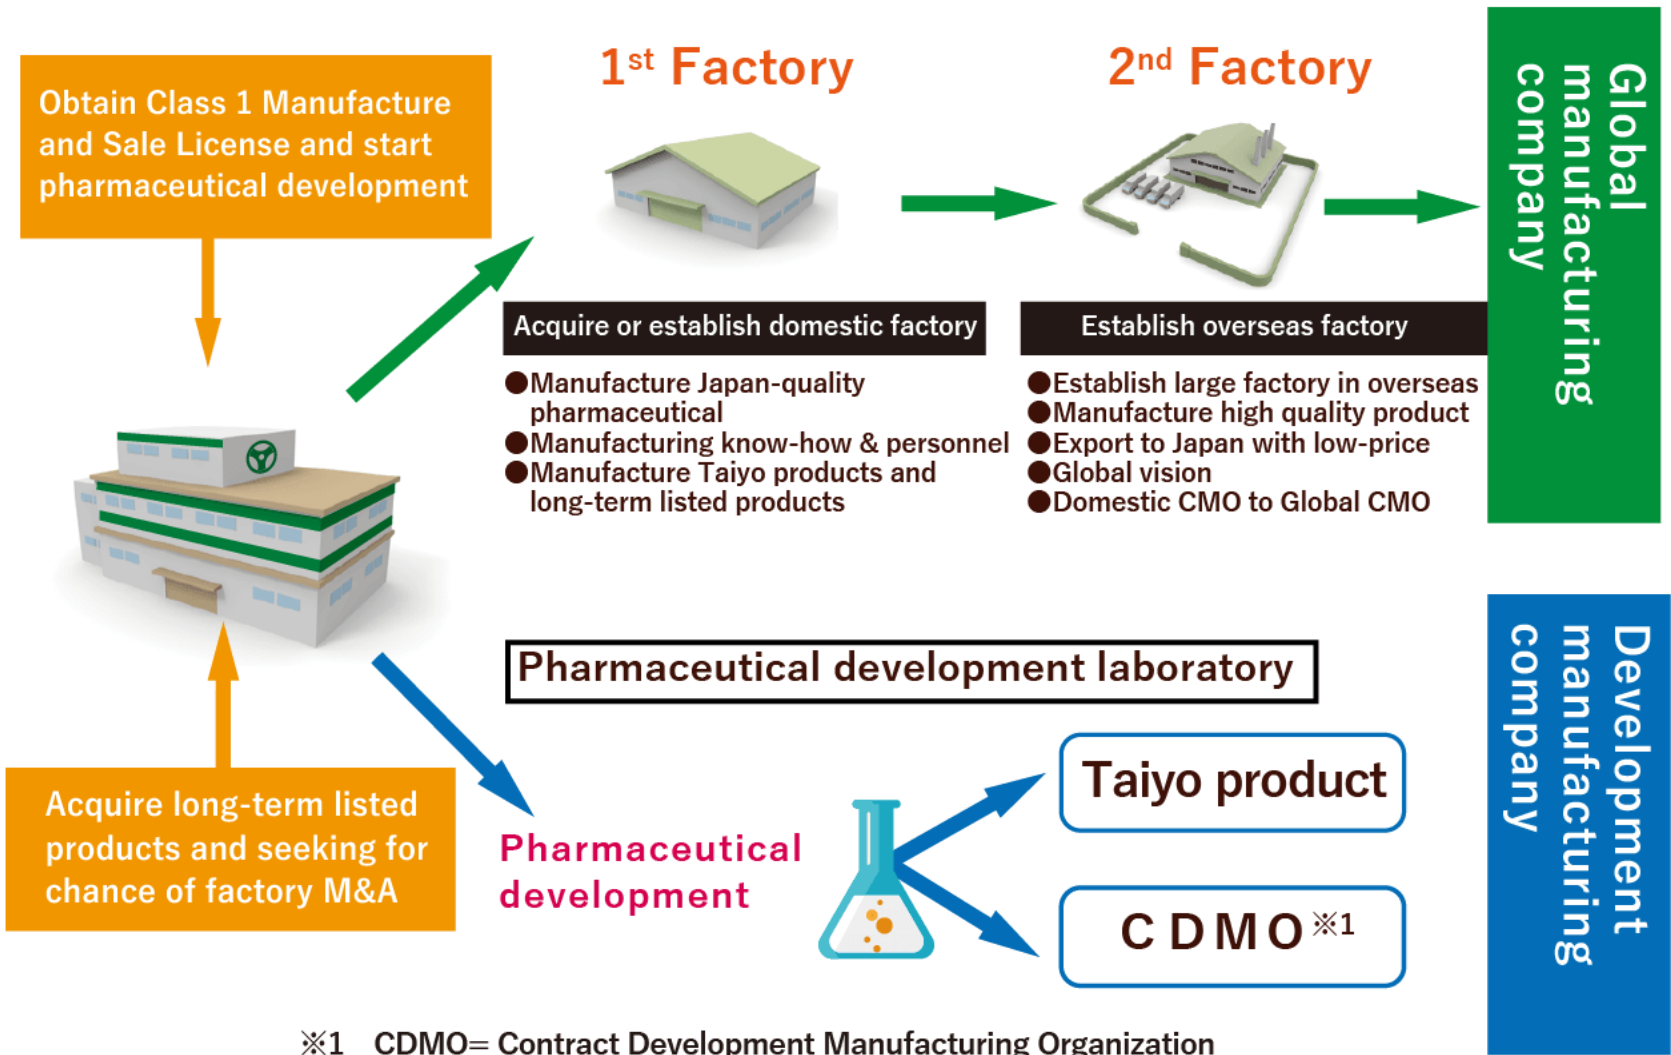 Obtain Class 1 Manufacture
and Sale License and start
pharmaceutical development
1st Factory
2nd Factory
Global
manufacturing
company
Acquire or establish domestic factory
●Manufacture Japan-quality
pharmaceutical
●Manufacturing know-how & personnel
●Manufacture Taiyo products and
long-term listed products
Establish overseas factory
●Establish large factory in overseas
●Manufacture high quality product
●Export to Japan with low-price
●Global vision
●Domestic CMO to Global CMO
Acquire long-term listed
products and seeking for
chance of factory M&A
Pharmaceutical development laboratory
Pharmaceutical
development
Taiyo product
CDMO※1
Development
manufacturing
company
※1 CDMO= Contract Development Manufacturing Organization